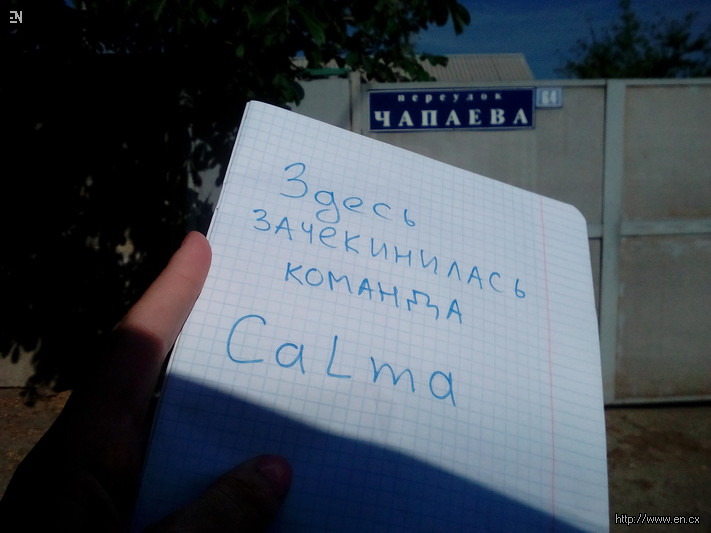 EN
переулок
ЧАПАЕВА
64
Здесь
ЗАЧЕКИНИЛАСЬ
КОМАНДА
CaLma
http://www.en.cx